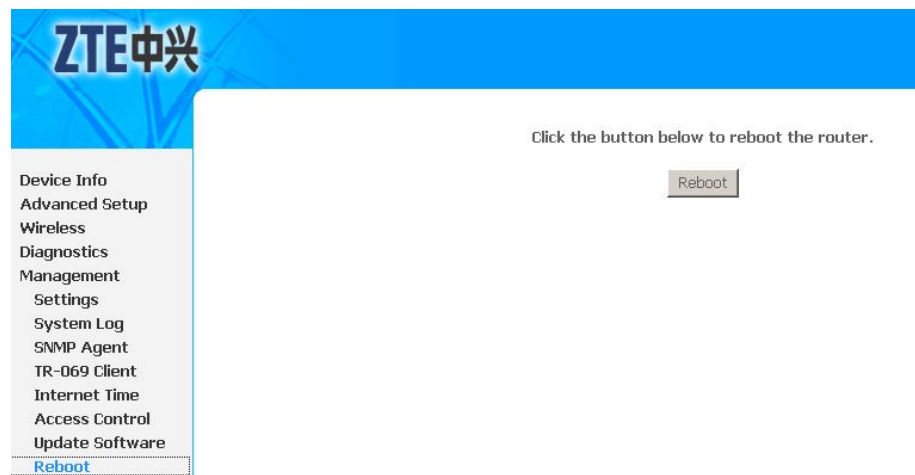 ZTE中兴
Click the button below to reboot the router.
Reboot
Device Info
Advanced Setup
Wireless
Diagnostics
Management
Settings
System Log
SNMP Agent
TR-069 Client
Internet Time
Access Control
Update Software
Reboot